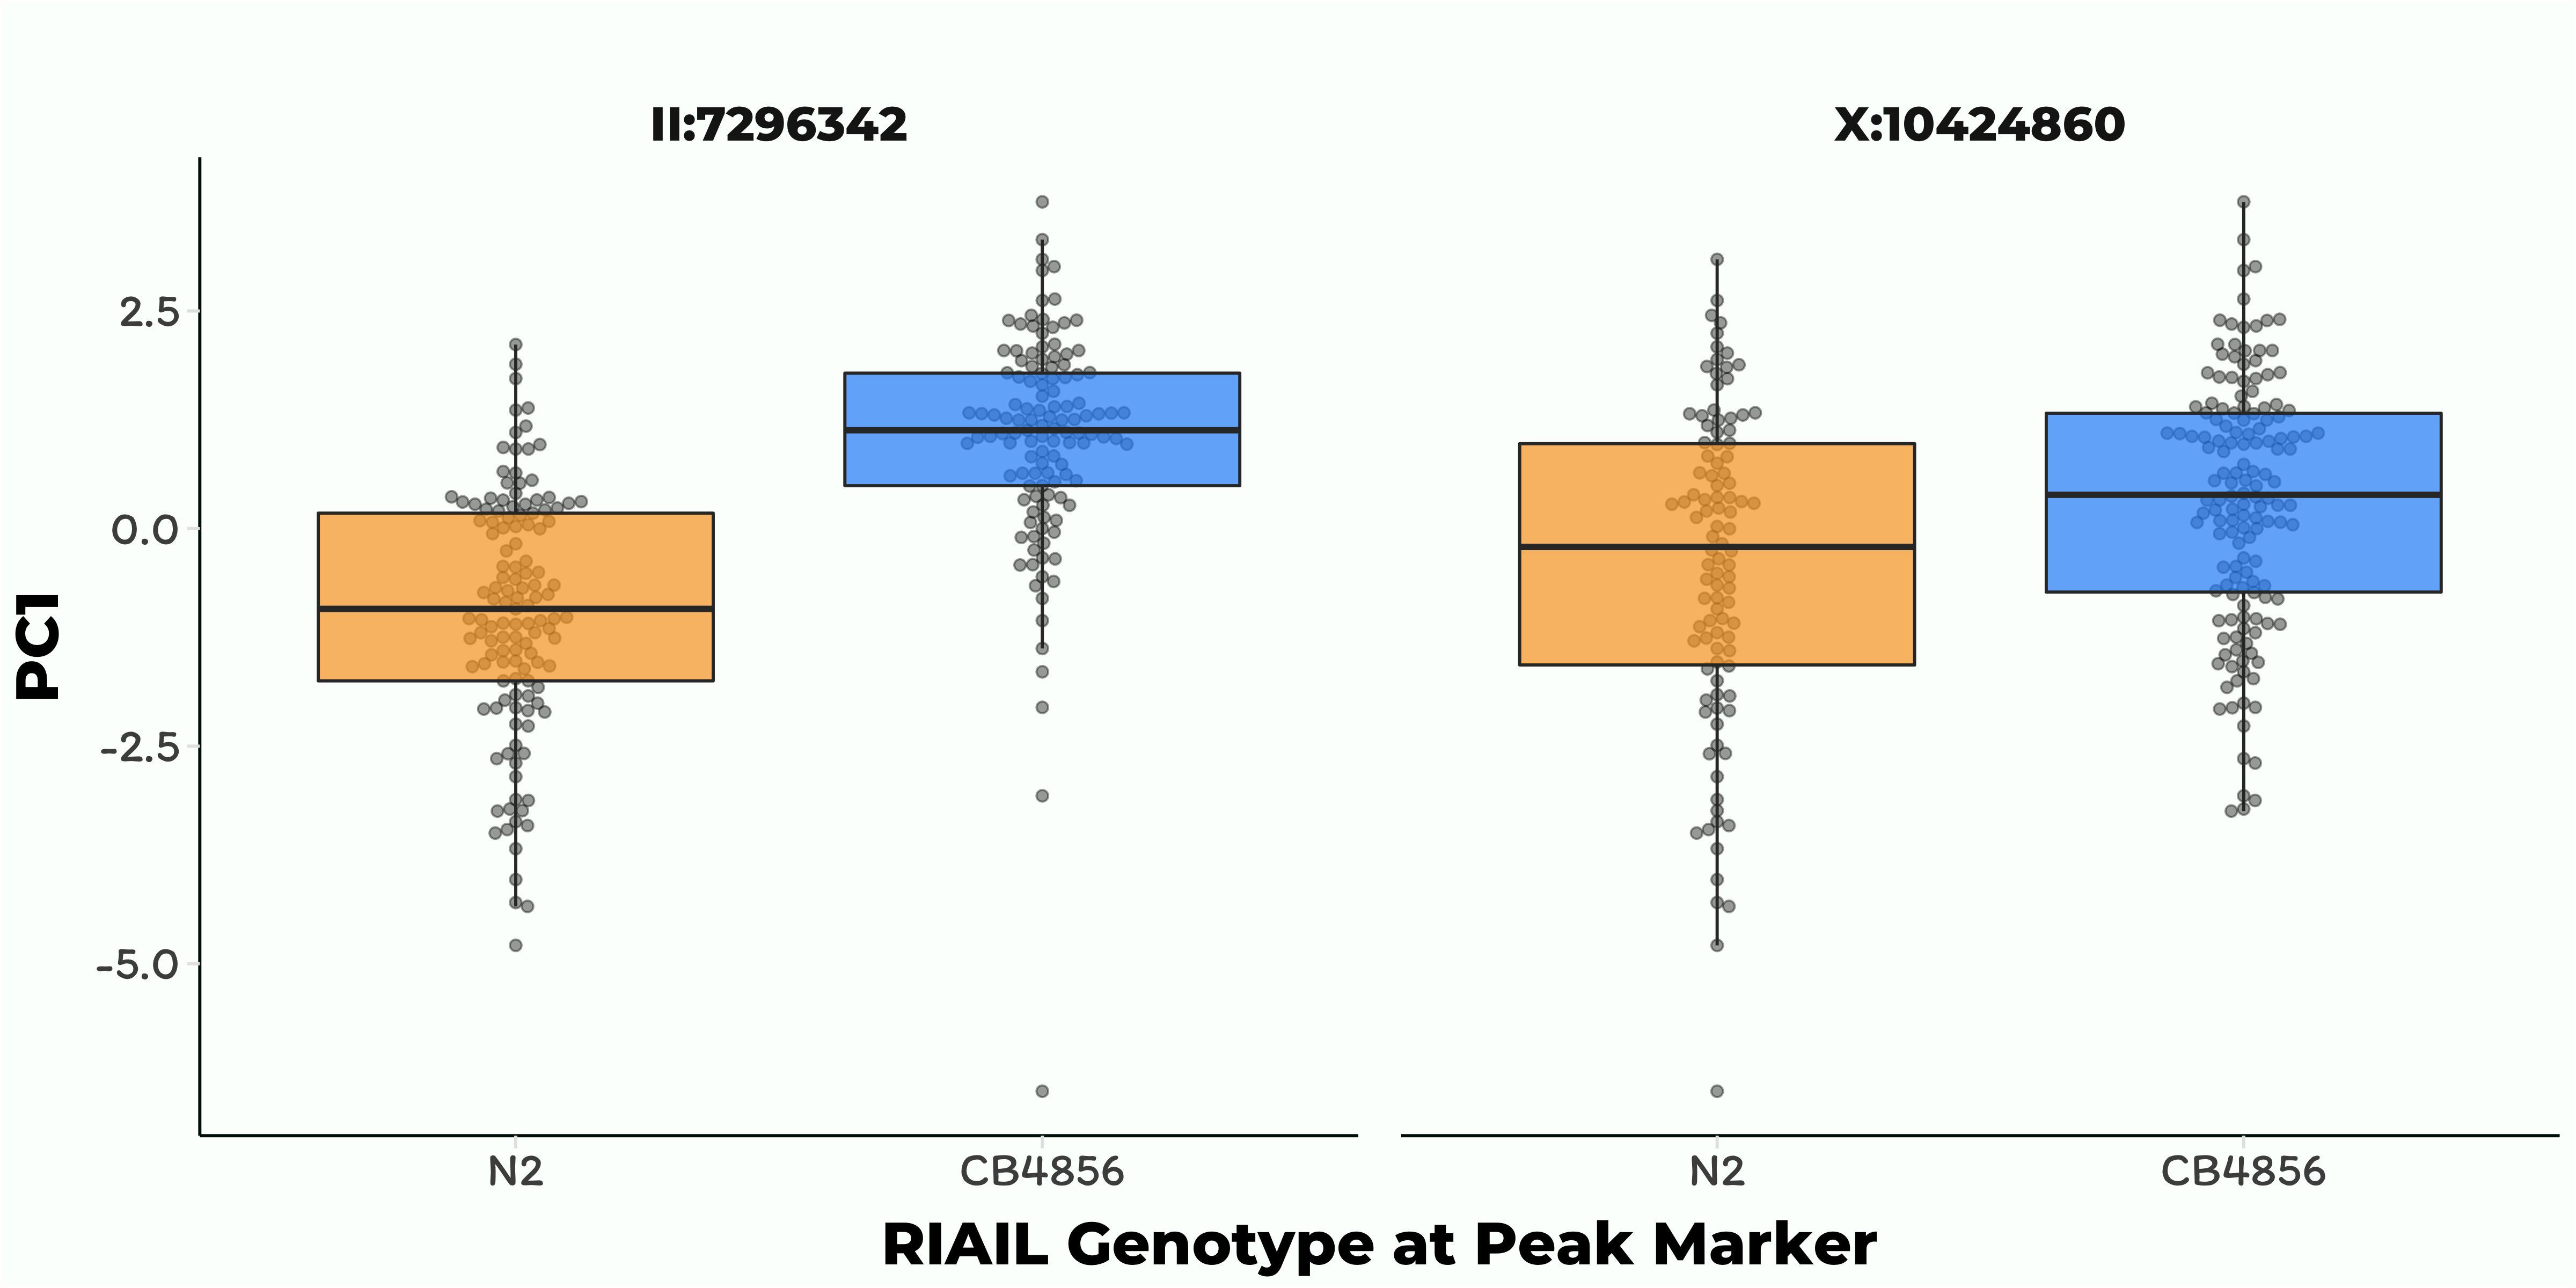 II:7296342
X:10424860
PC1
2.5
0.0
-2.5
-5.0
N2
CB4856
N2
CB4856
RIAIL Genotype at Peak Marker